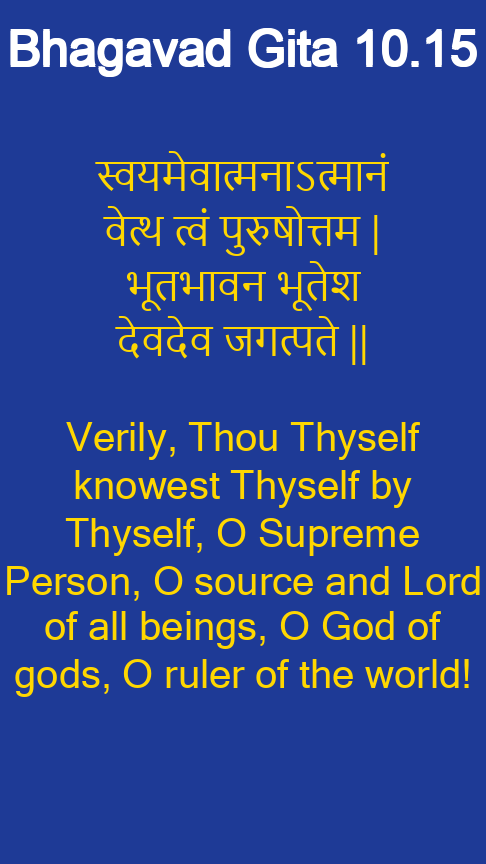 Bhagavad Gita 10.15
स्वयमेवात्मनाऽत्मानं
वेत्थ त्वं पुरुषोत्तम |
भूतभावन भूतेश
देवदेव जगत्पते ||
Verily, Thou Thyself
knowest Thyself by
Thyself, O Supreme
Person, O source and Lord
of all beings, O God of
gods, O ruler of the world!